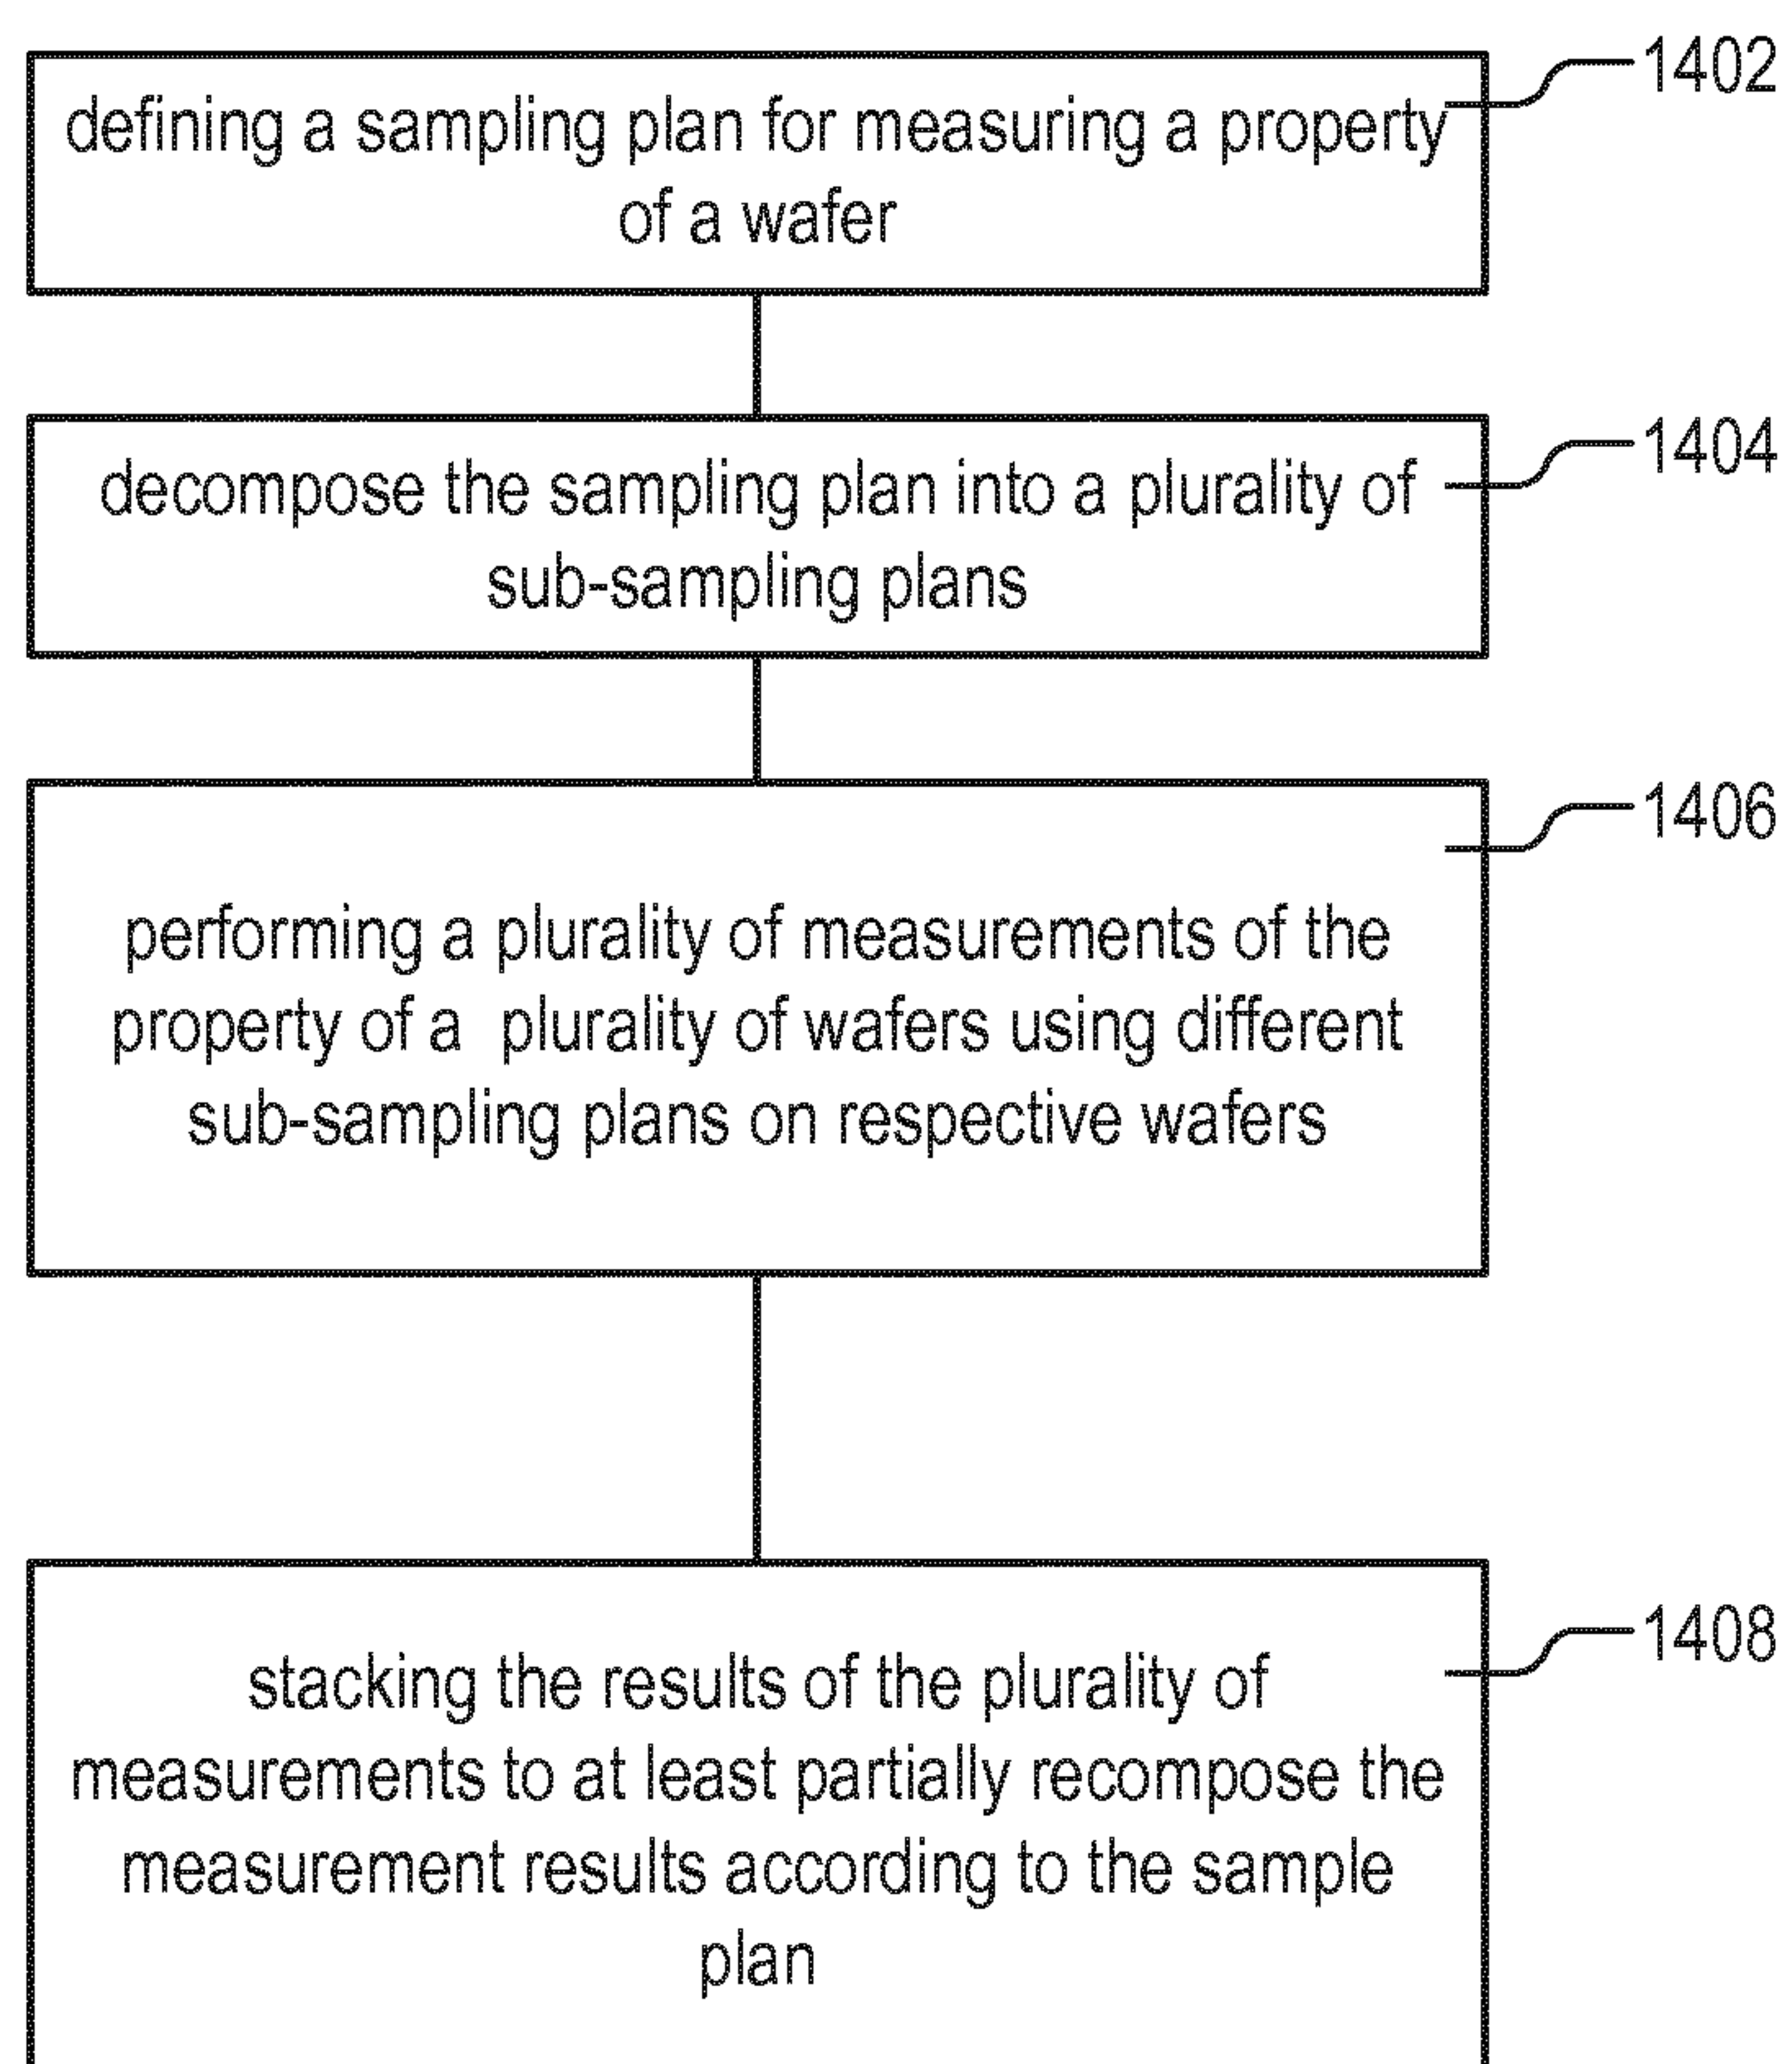 1402
defining a sampling plan for measuring a property
of a wafer
1404
decompose the sampling plan into a plurality of
sub-sampling plans
1406
performing a plurality of measurements of the
property of a plurality of wafers using different
sub-sampling plans on respective wafers
1408
stacking the results of the plurality of
measurements to at least partially recompose the
measurement results according to the sample
plan